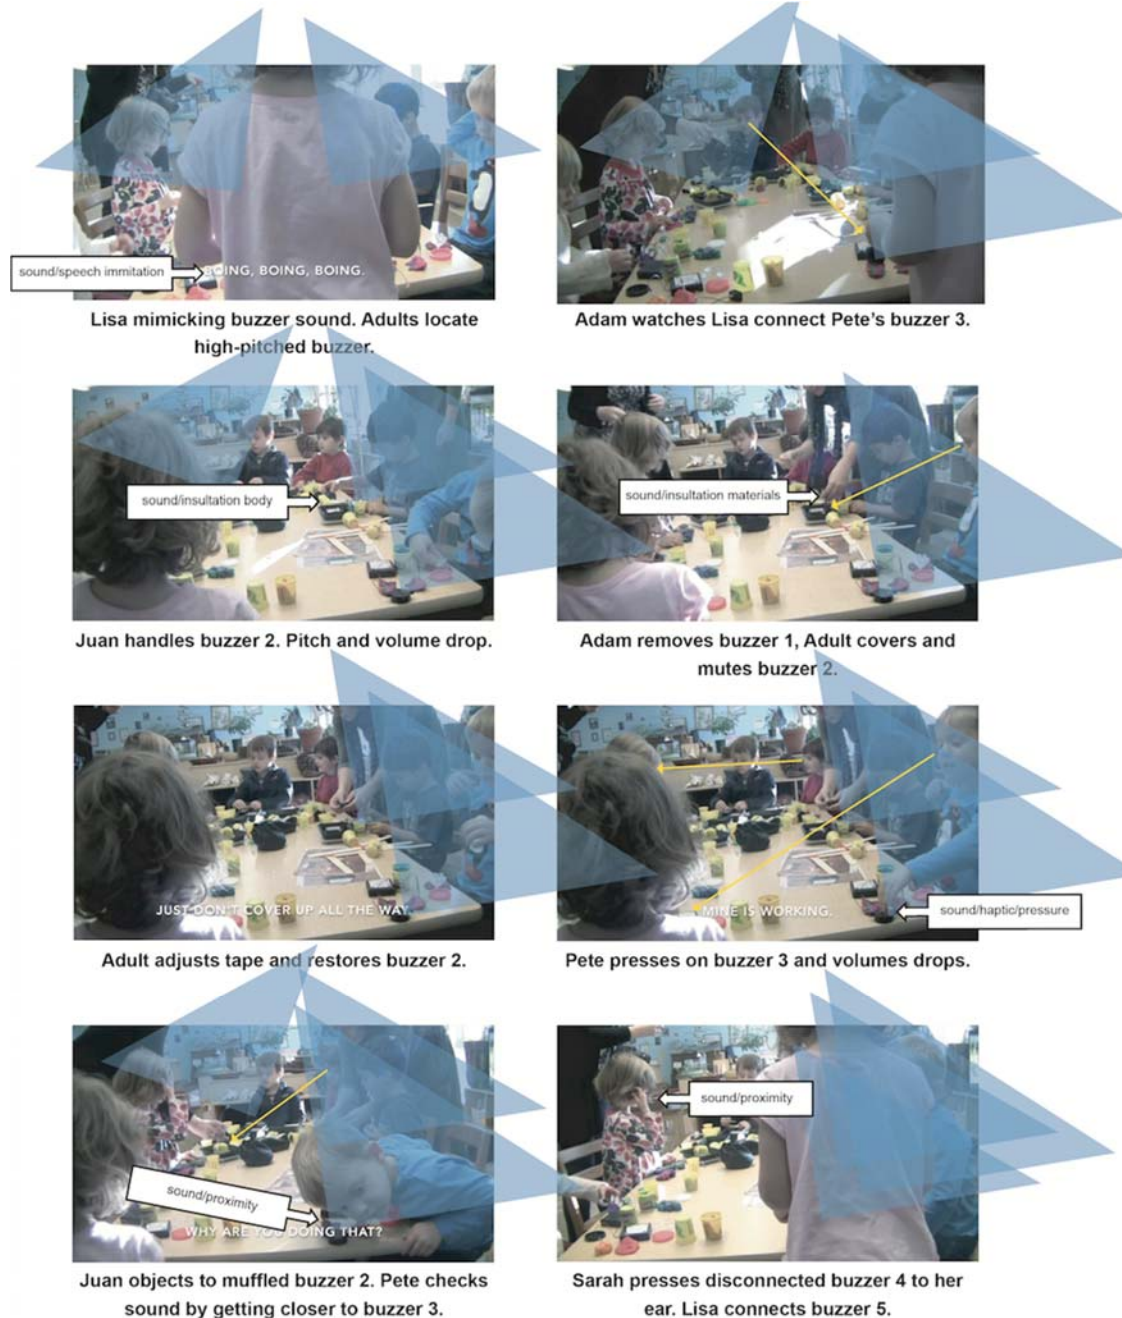 sound/speech immitation
BOING, BOING, BOING.
Lisa mimicking buzzer sound. Adults locate
high-pitched buzzer.
Adam watches Lisa connect Pete's buzzer 3.
sound/insultation body
Juan handles buzzer 2. Pitch and volume drop.
sound/insultation materials
Adam removes buzzer 1, Adult covers and
mutes buzzer 2.
JUST DON'T COVER UP ALL THE WAY.
Adult adjusts tape and restores buzzer 2.
MINE IS WORKING.
sound/haptic/pressure
Pete presses on buzzer 3 and volumes drops.
sound/proximity
WHY ARE YOU DOING THAT?
Juan objects to muffled buzzer 2. Pete checks
sound by getting closer to buzzer 3.
sound/proximity
Sarah presses disconnected buzzer 4 to her
ear. Lisa connects buzzer 5.